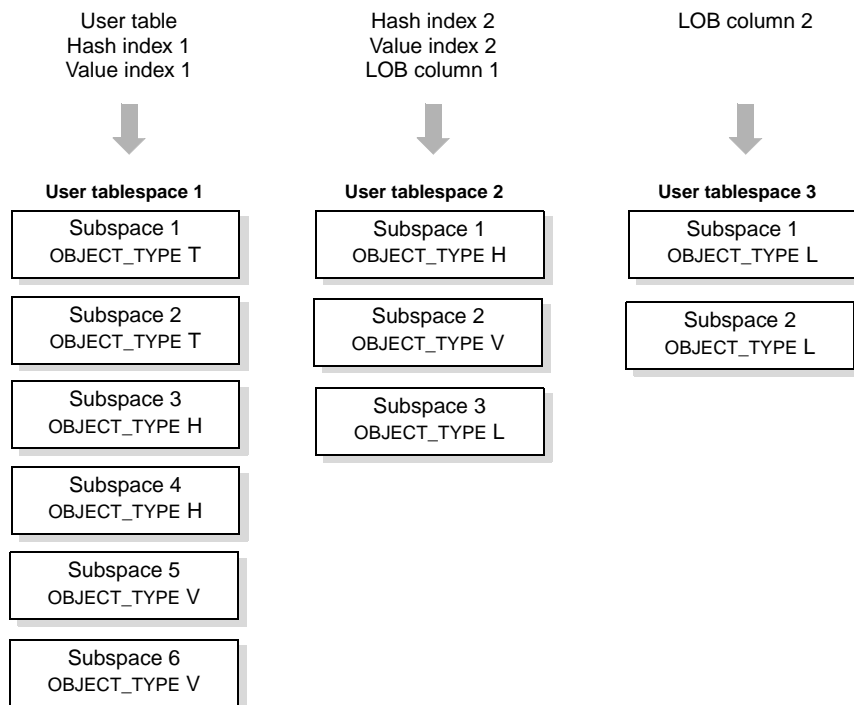 User table
Hash index 1
Value index 1
Hash index 2
Value index 2
LOB column 1
LOB column 2
User tablespace 1
Subspace 1
OBJECT_TYPE T
Subspace 2
OBJECT_TYPE T
Subspace 3
OBJECT_TYPE H
Subspace 4
OBJECT_TYPE H
Subspace 5
OBJECT_TYPE V
Subspace 6
OBJECT_TYPE V
User tablespace 2
Subspace 1
OBJECT_TYPE H
Subspace 2
OBJECT_TYPE V
Subspace 3
OBJECT_TYPE L
User tablespace 3
Subspace 1
OBJECT_TYPE L
Subspace 2
OBJECT_TYPE L